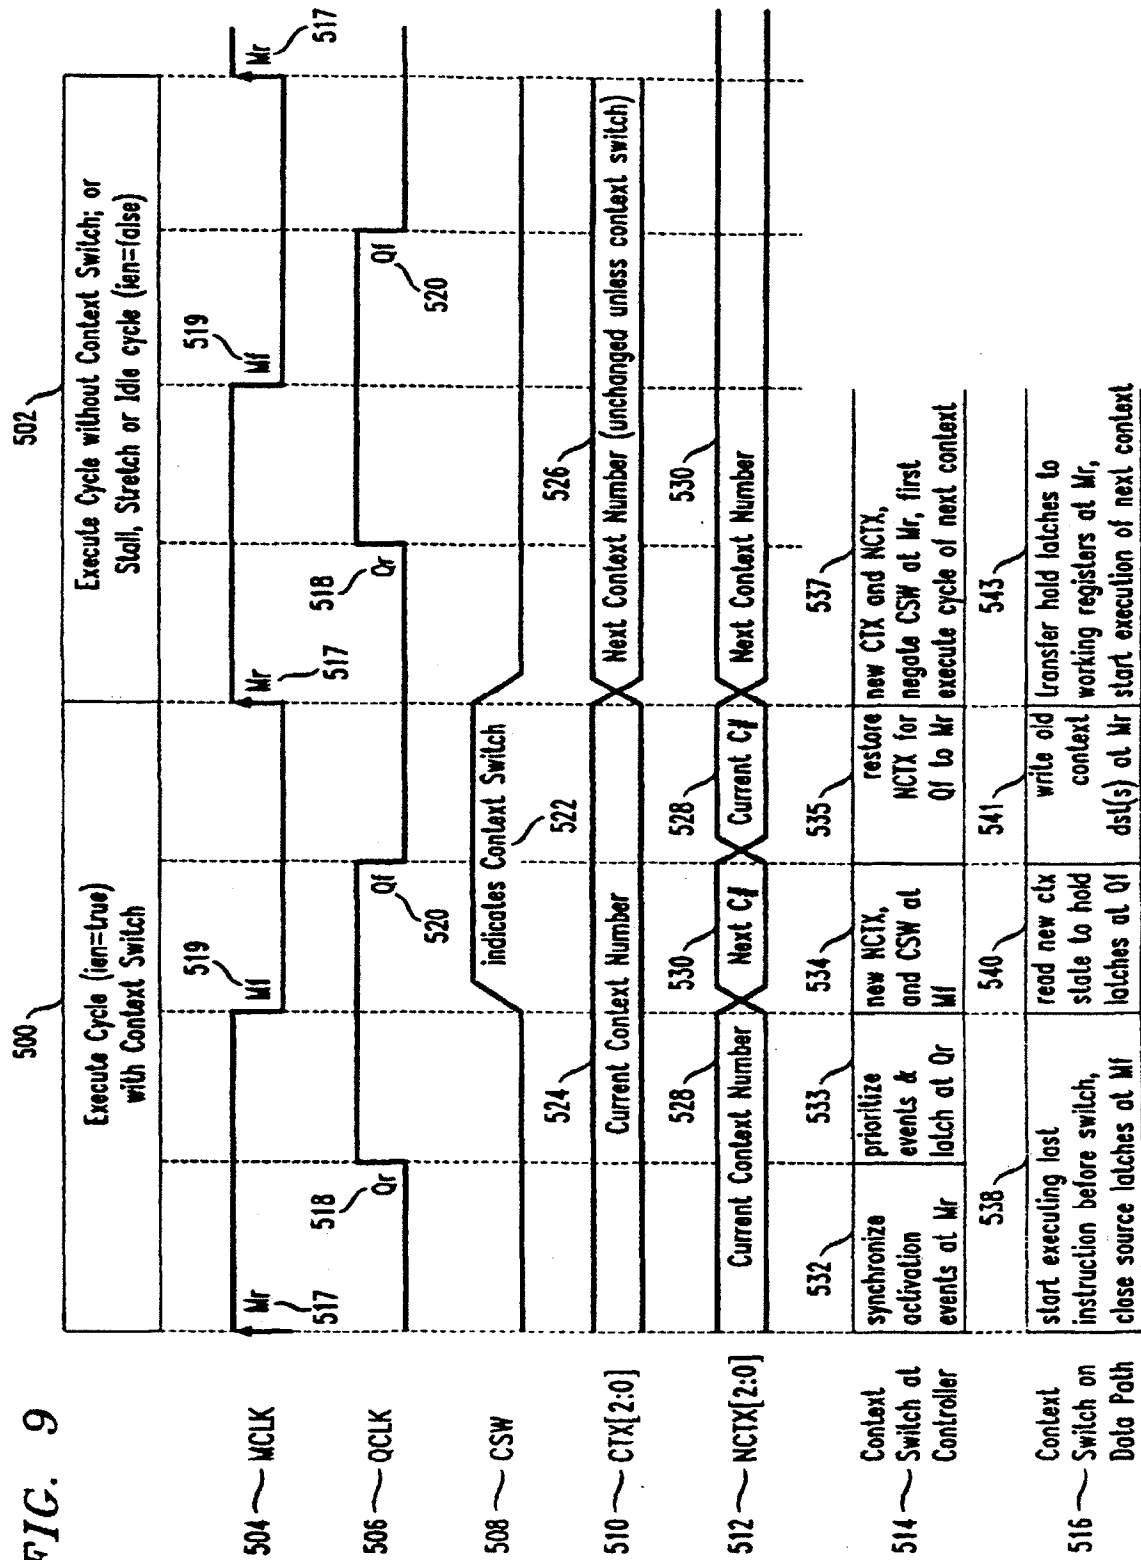 FIG. 9
500
Execute Cycle (ien=true)
with Context Switch
502
Execute Cycle without Context Switch; or
Stall, Stretch or Idle cycle (ien=false)
504
MCLK
Mr
517
519
Mf
Mr
517
519
Mf
Mr
517
506
QCLK
518
Qr
Qf
520
518
Qr
Qf
520
508
CSW
indicates Context Switch
522
510
CTX[2:0]
524
Current Context Number
526
Next Context Number (unchanged unless context switch)
512
NCTX[2:0]
528
Current Context Number
530
Next C#
528
Current C#
530
Next Context Number
514
Context
Switch at
Controller
532
synchronize
activation
events at Mr
533
prioritize
events &
latch at Qr
534
new NCTX,
and CSW at
Mf
535
restore
NCTX for
Qf to Mr
537
new CTX and NCTX,
negate CSW at Mr, first
execute cycle of next context
516
Context
Switch on
Data Path
538
start executing last
instruction before switch,
close source latches at Mf
540
read new ctx
state to hold
latches at Qf
541
write old
context
dst(s) at Mr
543
transfer hold latches to
working registers at Mr,
start execution of next context